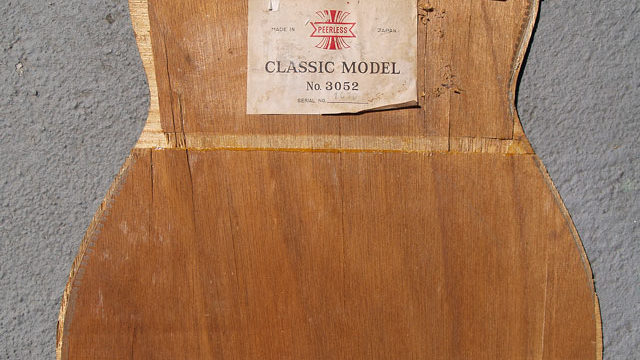 MADE IN PEERLESS JAPAN
CLASSIC MODEL
No. 3052
SERIAL NO.